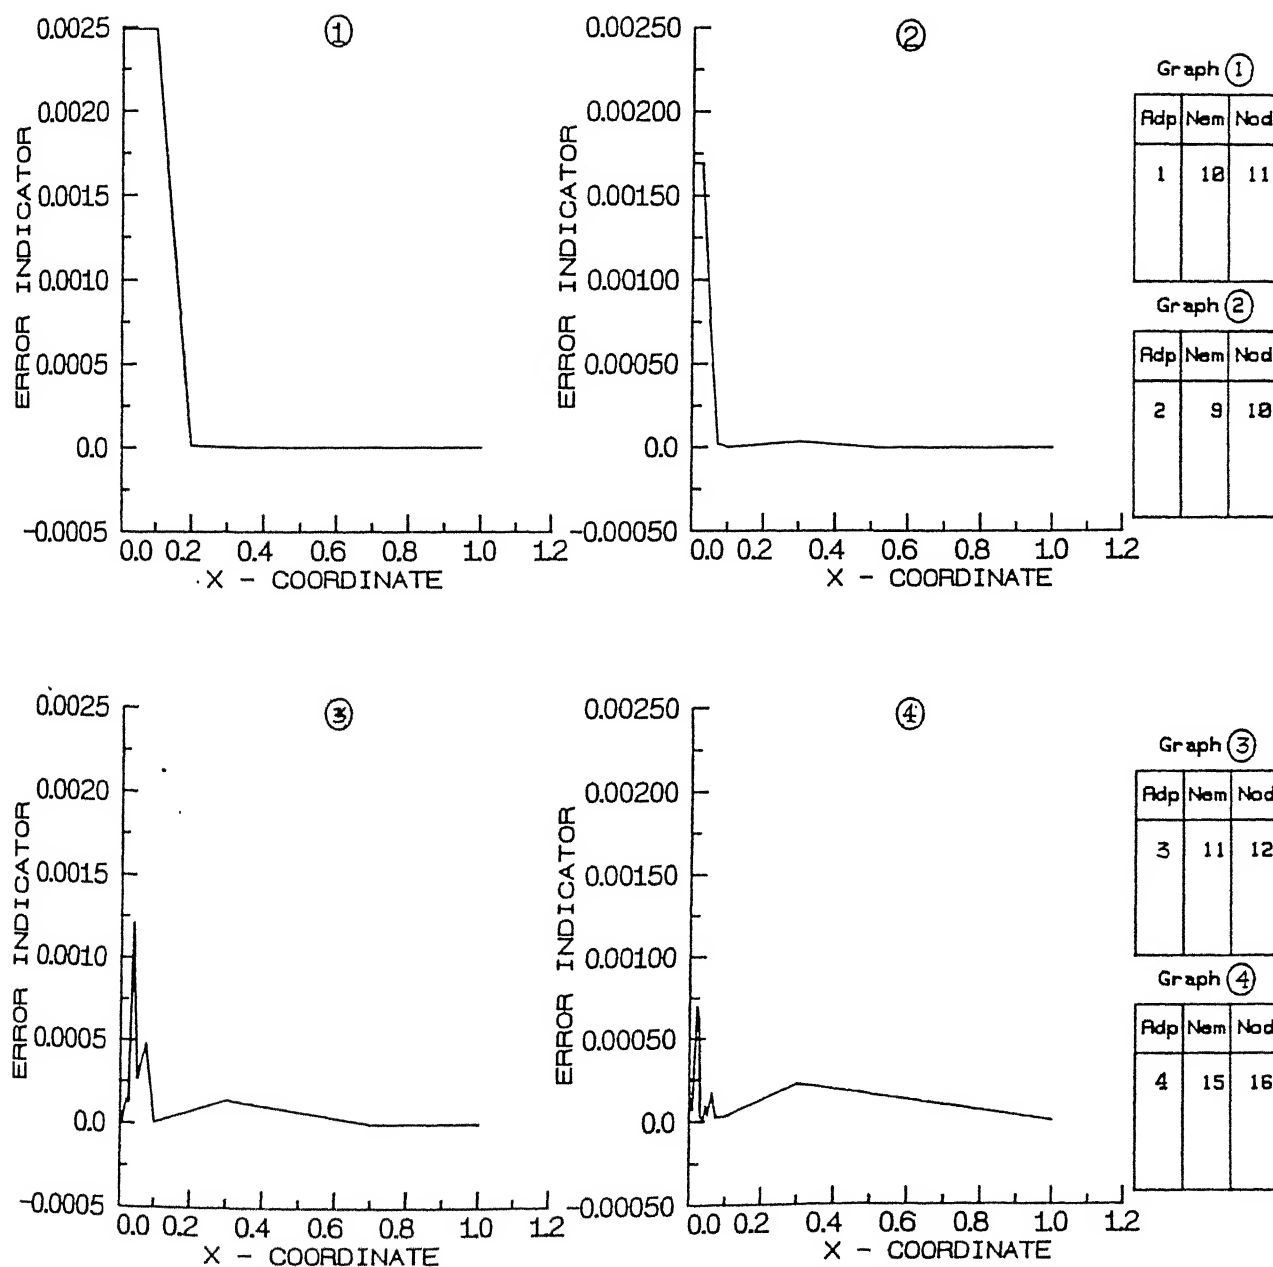 ①
0.0025
0.0020
0.0015
0.0010
0.0005
0.0
-0.0005
ERROR INDICATOR
0.0 0.2 0.4 0.6 0.8 1.0 1.2
X - COORDINATE
②
0.00250
0.00200
0.00150
0.00100
0.00050
0.0
-0.00050
ERROR INDICATOR
0.0 0.2 0.4 0.6 0.8 1.0 1.2
X - COORDINATE
Graph ①
Adp Nem Nod
1 10 11
Graph ②
Adp Nem Nod
2 9 10
③
0.0025
0.0020
0.0015
0.0010
0.0005
0.0
-0.0005
ERROR INDICATOR
0.0 0.2 0.4 0.6 0.8 1.0 1.2
X - COORDINATE
④
0.00250
0.00200
0.00150
0.00100
0.00050
0.0
-0.00050
ERROR INDICATOR
0.0 0.2 0.4 0.6 0.8 1.0 1.2
X - COORDINATE
Graph ③
Adp Nem Nod
3 11 12
Graph ④
Adp Nem Nod
4 15 16